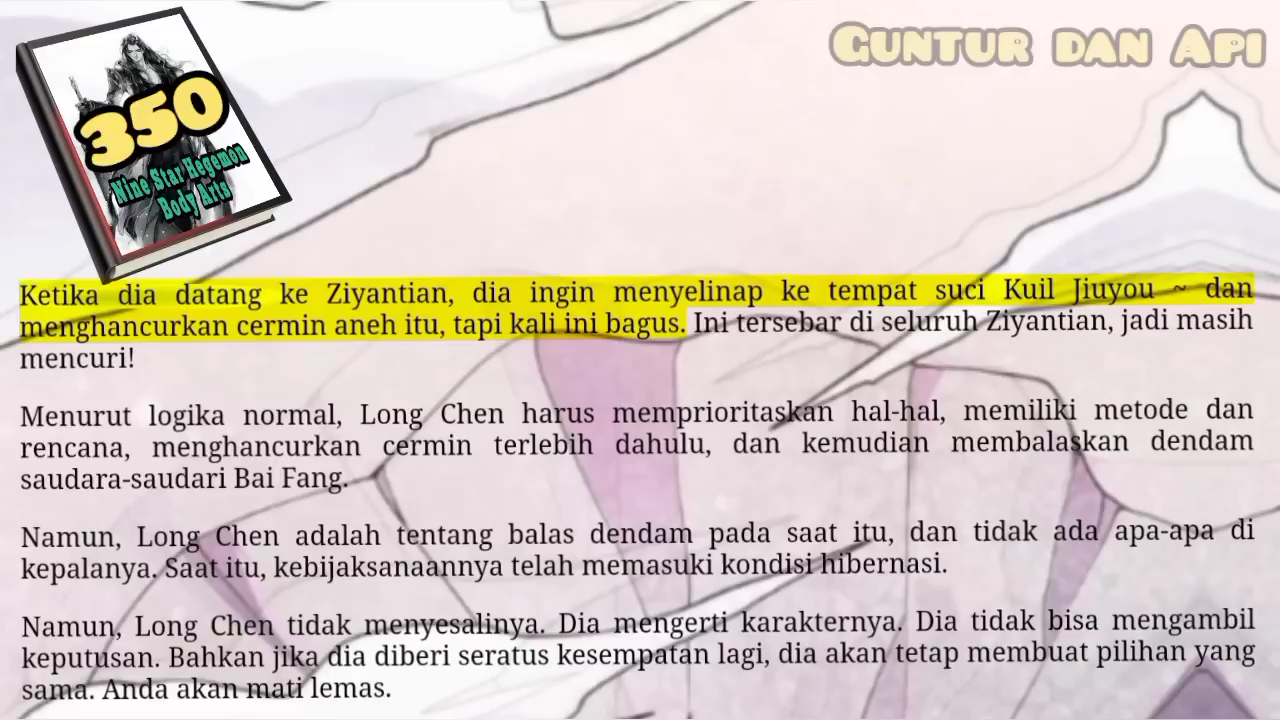 Guntur dan Api
350
Nine Star Hegemon
Body Arts
Ketika dia datang ke Ziyantian, dia ingin menyelinap ke tempat suci Kuil Jiuyou ~ dan
menghancurkan cermin aneh itu, tapi kali ini bagus. Ini tersebar di seluruh Ziyantian, jadi masih
mencuri!
Menurut logika normal, Long Chen harus memprioritaskan hal-hal, memiliki metode dan
rencana, menghancurkan cermin terlebih dahulu, dan kemudian membalaskan dendam
saudara-saudari Bai Fang.
Namun, Long Chen adalah tentang balas dendam pada saat itu, dan tidak ada apa-apa di
kepalanya. Saat itu, kebijaksanaannya telah memasuki kondisi hibernasi.
Namun, Long Chen tidak menyesalinya. Dia mengerti karakternya. Dia tidak bisa mengambil
keputusan. Bahkan jika dia diberi seratus kesempatan lagi, dia akan tetap membuat pilihan yang
sama. Anda akan mati lemas.